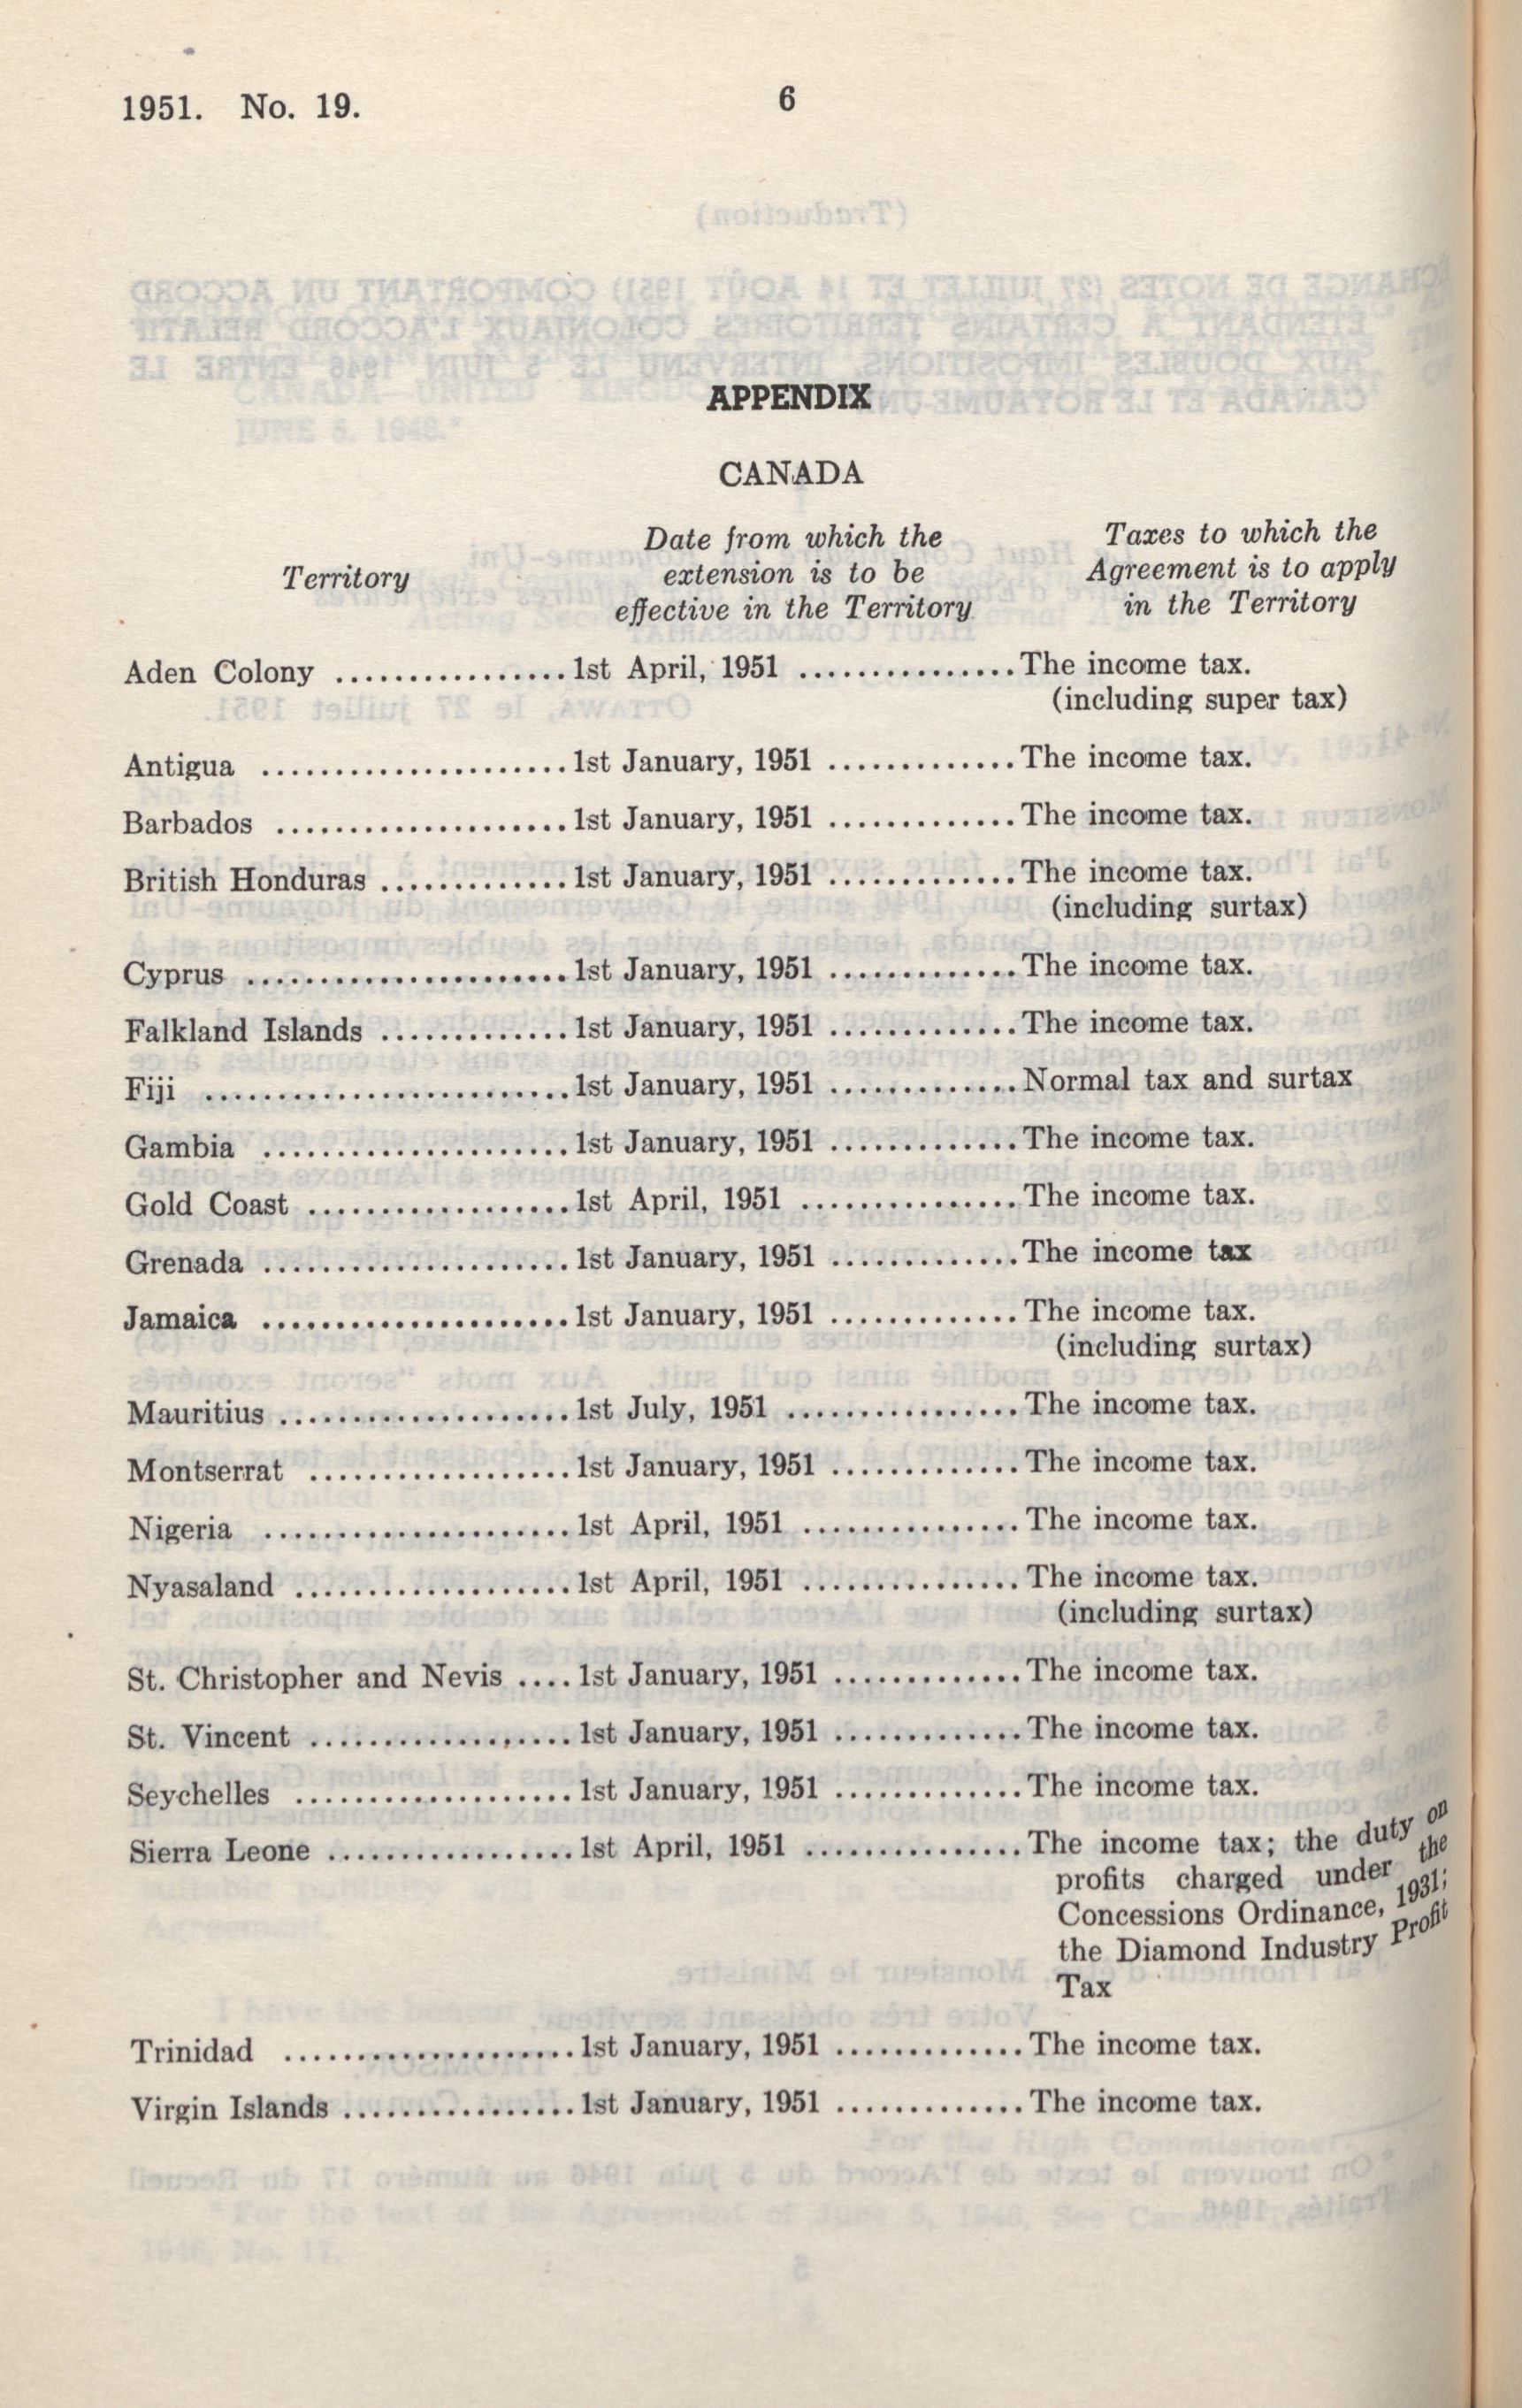 1951. No. 19.
6
APPENDIX
CANADA
Territory
Date from which the
extension is to be
effective in the Territory
Taxes to which the
Agreement is to apply
in the Territory
Aden Colony ................1st April, 1951 ...............The income tax.
(including super tax)
Antigua .....................1st January, 1951 .............The income tax.
Barbados ....................1st January, 1951 .............The income tax.
British Honduras .............1st January, 1951 .............The income tax.
(including surtax)
Cyprus ......................1st January, 1951 .............The income tax.
Falkland Islands .............1st January, 1951 .............The income tax.
Fiji .........................1st January, 1951 .............Normal tax and surtax
Gambia .....................1st January, 1951 .............The income tax.
Gold Coast ..................1st April, 1951 ...............The income tax.
Grenada .....................1st January, 1951 .............The income tax
Jamaica .....................1st January, 1951 .............The income tax.
(including surtax)
Mauritius ....................1st July, 1951 ................The income tax.
Montserrat ..................1st January, 1951 .............The income tax.
Nigeria .....................1st April, 1951 ...............The income tax.
Nyasaland ...................1st April, 1951 ...............The income tax.
(including surtax)
St. Christopher and Nevis ....1st January, 1951 .............The income tax.
St. Vincent ..................1st January, 1951 .............The income tax.
Seychelles ...................1st January, 1951 .............The income tax.
Sierra Leone .................1st April, 1951 ...............The income tax; the duty on
profits charged under the
Concessions Ordinance, 1931;
the Diamond Industry Profit
Tax
Trinidad ....................1st January, 1951 .............The income tax.
Virgin Islands ................1st January, 1951 .............The income tax.